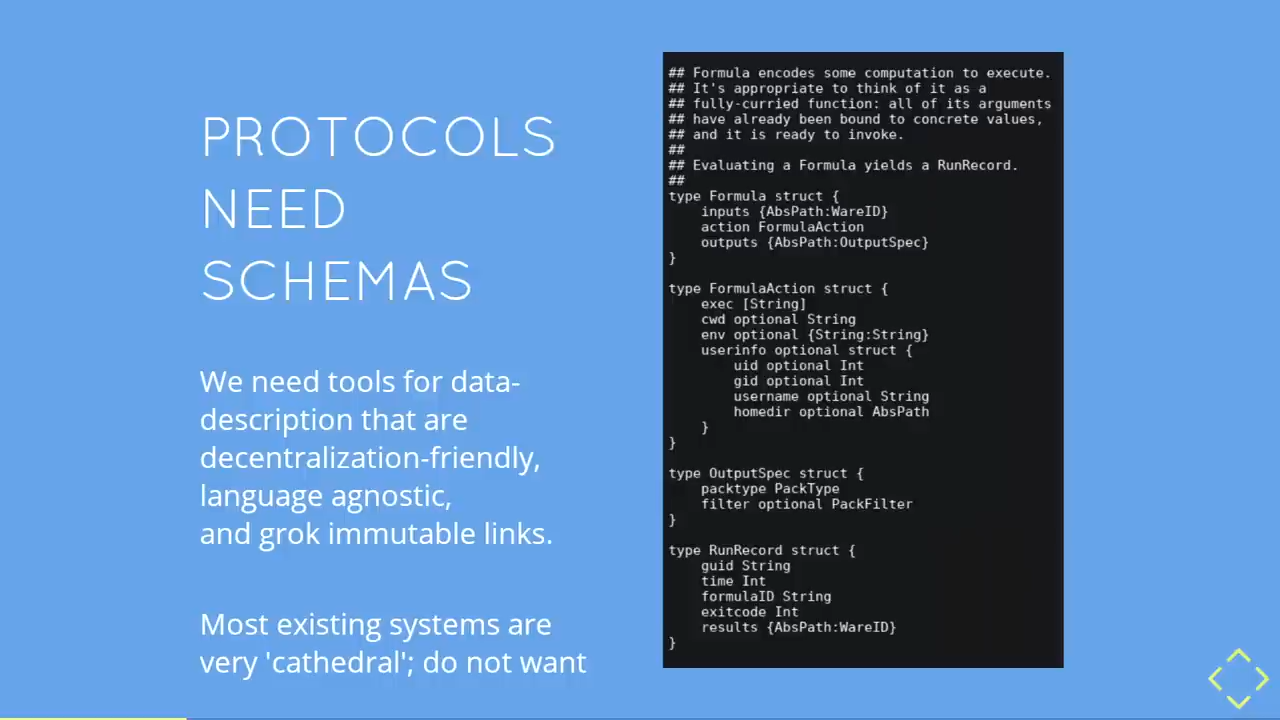 PROTOCOLS
NEED
SCHEMAS
We need tools for data-
description that are
decentralization-friendly,
language agnostic,
and grok immutable links.
Most existing systems are
very 'cathedral'; do not want
## Formula encodes some computation to execute.
## It's appropriate to think of it as a
## fully-curried function: all of its arguments
## have already been bound to concrete values,
## and it is ready to invoke.
##
## Evaluating a Formula yields a RunRecord.
##
type Formula struct {
    inputs {AbsPath:WareID}
    action FormulaAction
    outputs {AbsPath:OutputSpec}
}
type FormulaAction struct {
    exec [String]
    cwd optional String
    env optional {String:String}
    userinfo optional struct {
        uid optional Int
        gid optional Int
        username optional String
        homedir optional AbsPath
    }
}
type OutputSpec struct {
    packtype PackType
    filter optional PackFilter
}
type RunRecord struct {
    guid String
    time Int
    formulaID String
    exitcode Int
    results {AbsPath:WareID}
}